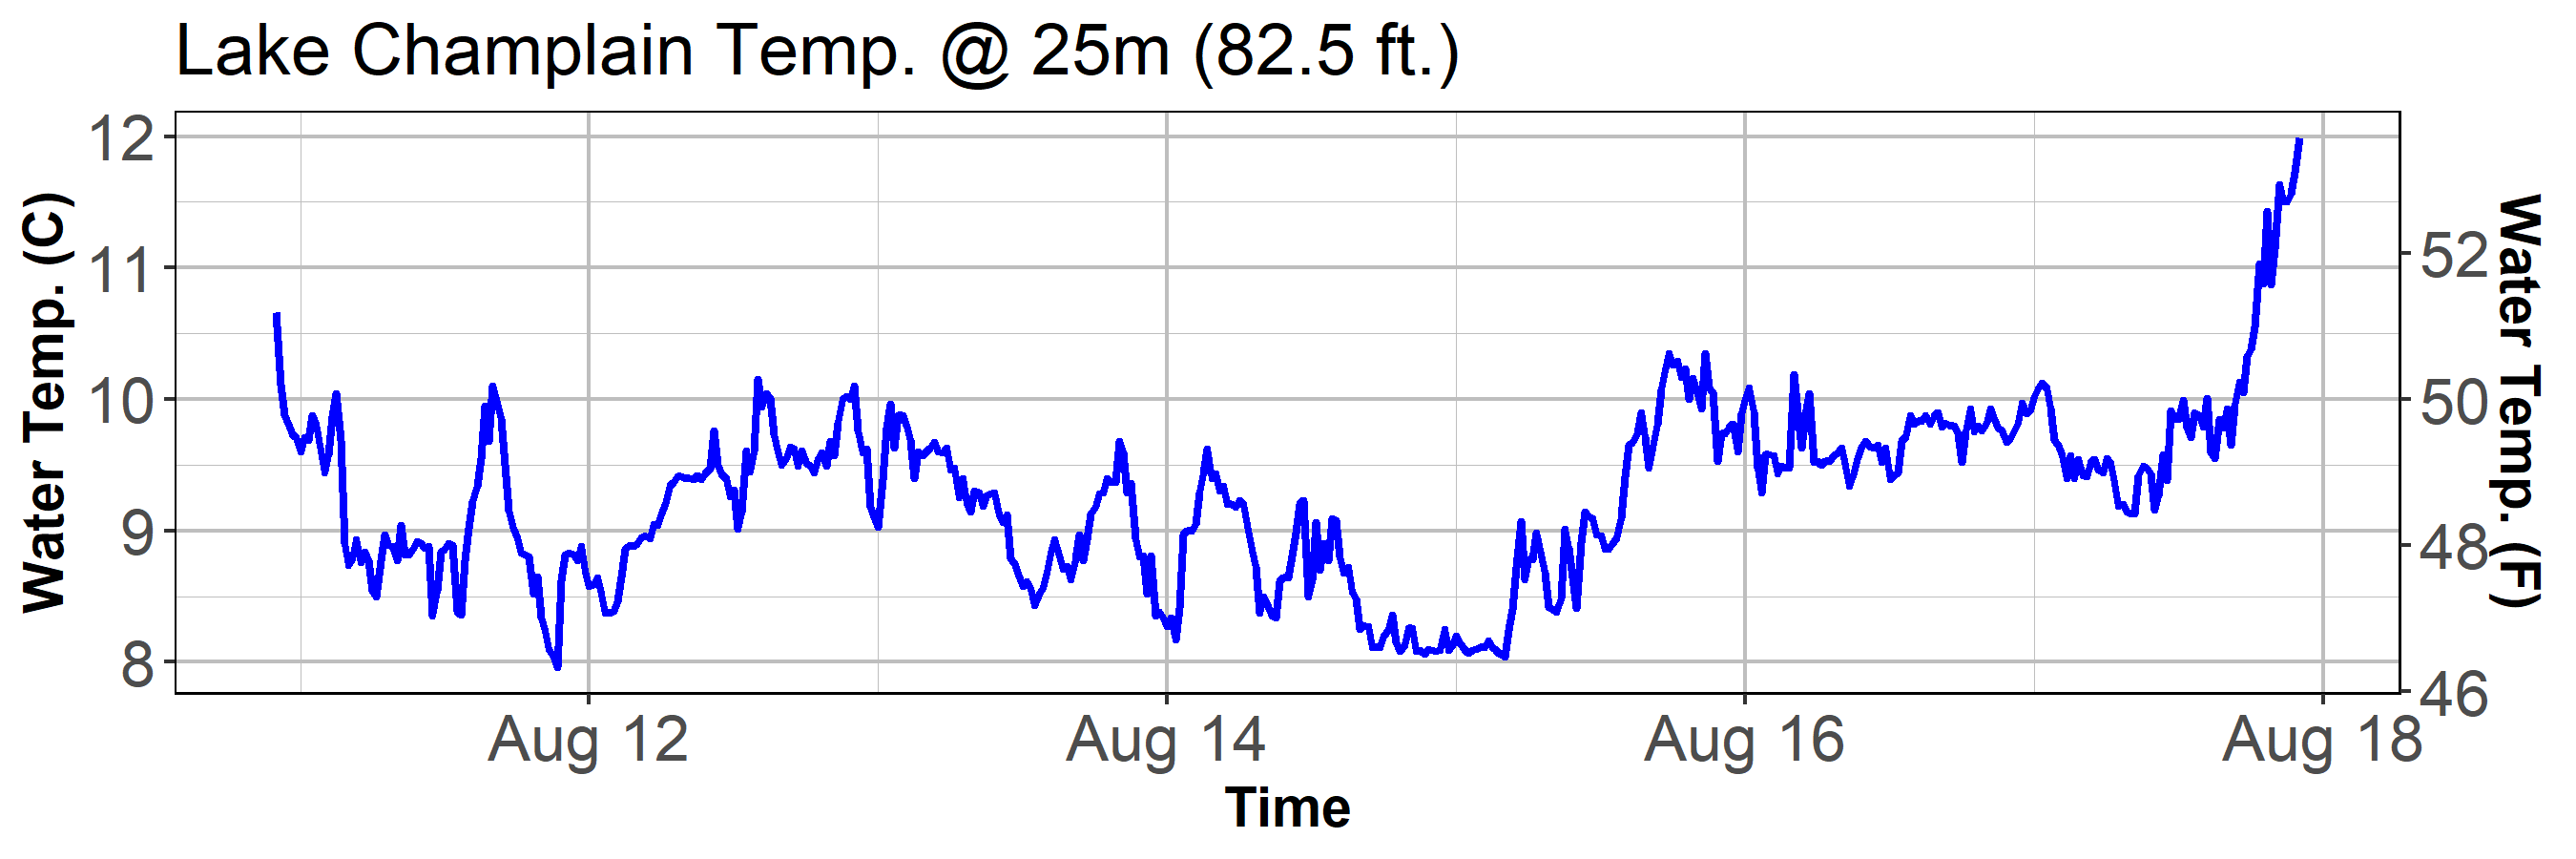 Lake Champlain Temp. @ 25m (82.5 ft.)
Water Temp. (C)
12
11
10
9
8
52
50
48
46
Water Temp. (F)
Aug 12
Aug 14
Aug 16
Aug 18
Time